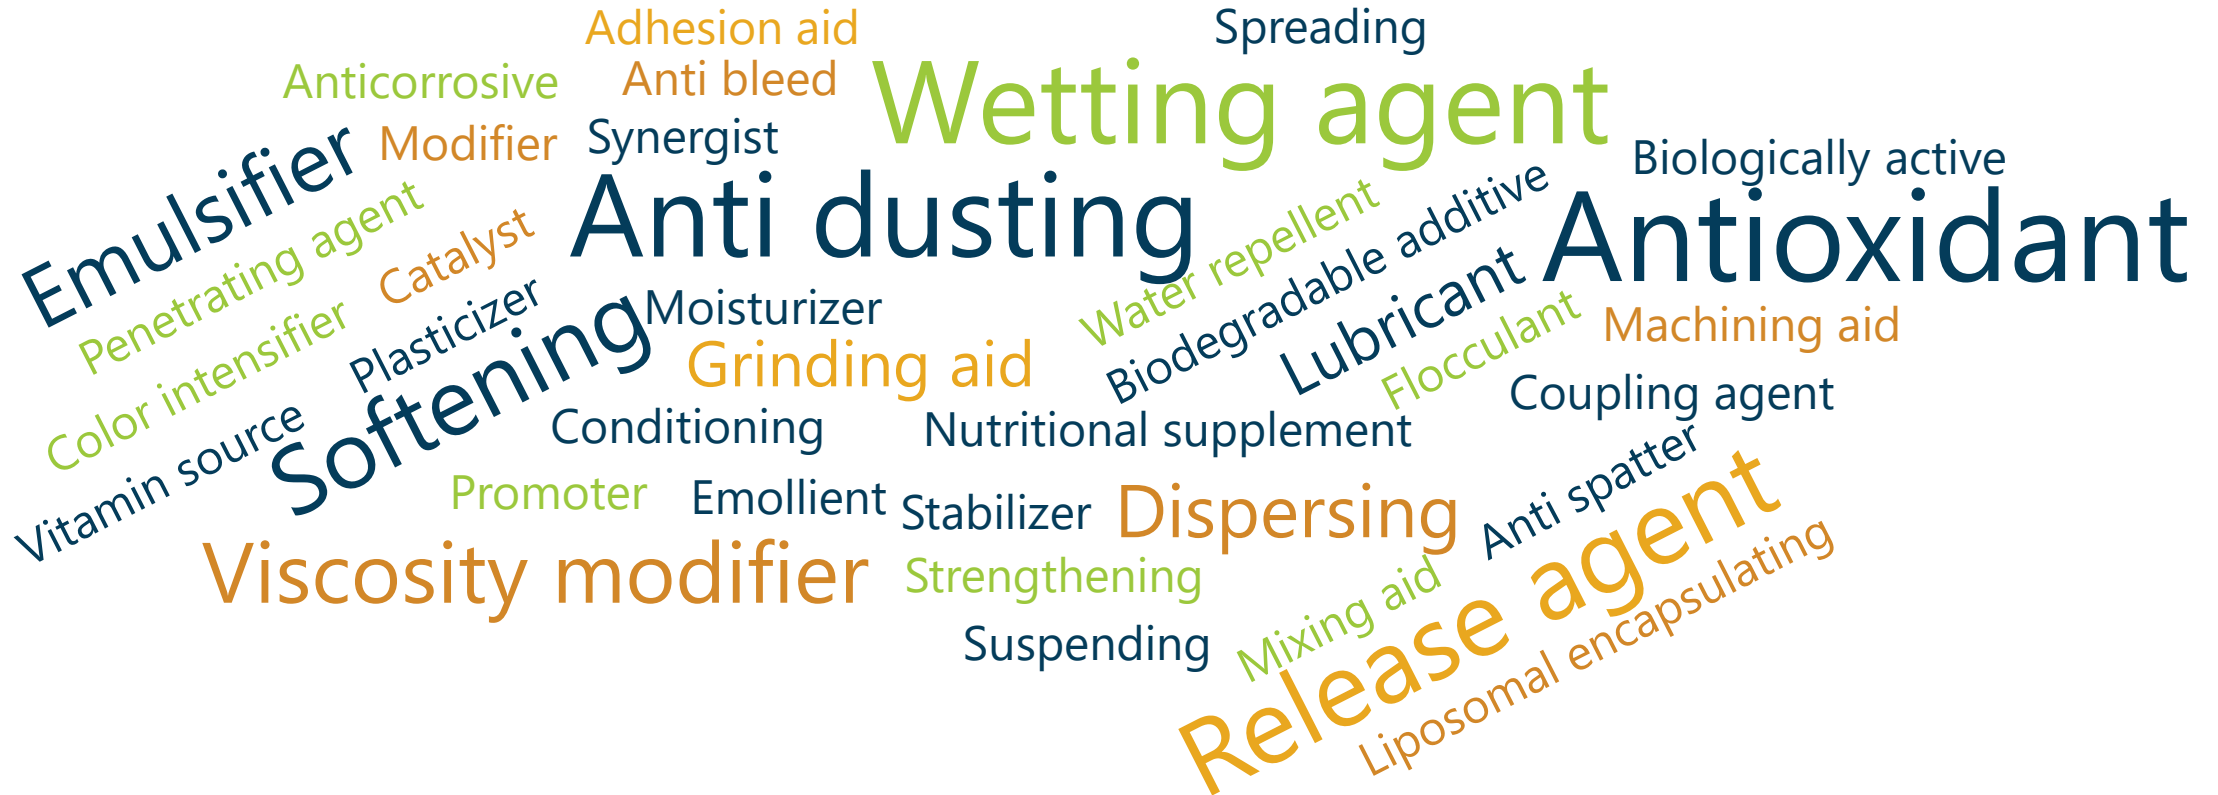 Adhesion aid
Spreading
Anticorrosive
Anti bleed
Wetting agent
Modifier
Synergist
Emulsifier
Biologically active
Penetrating agent
Catalyst
Anti dusting
Water repellent
Biodegradable additive
Antioxidant
Color intensifier
Plasticizer
Softening
Moisturizer
Grinding aid
Lubricant
Flocculant
Machining aid
Vitamin source
Conditioning
Nutritional supplement
Coupling agent
Promoter
Emollient
Stabilizer
Dispersing
Anti spatter
Viscosity modifier
Strengthening
Mixing aid
Release agent
Suspending
Liposomal encapsulating